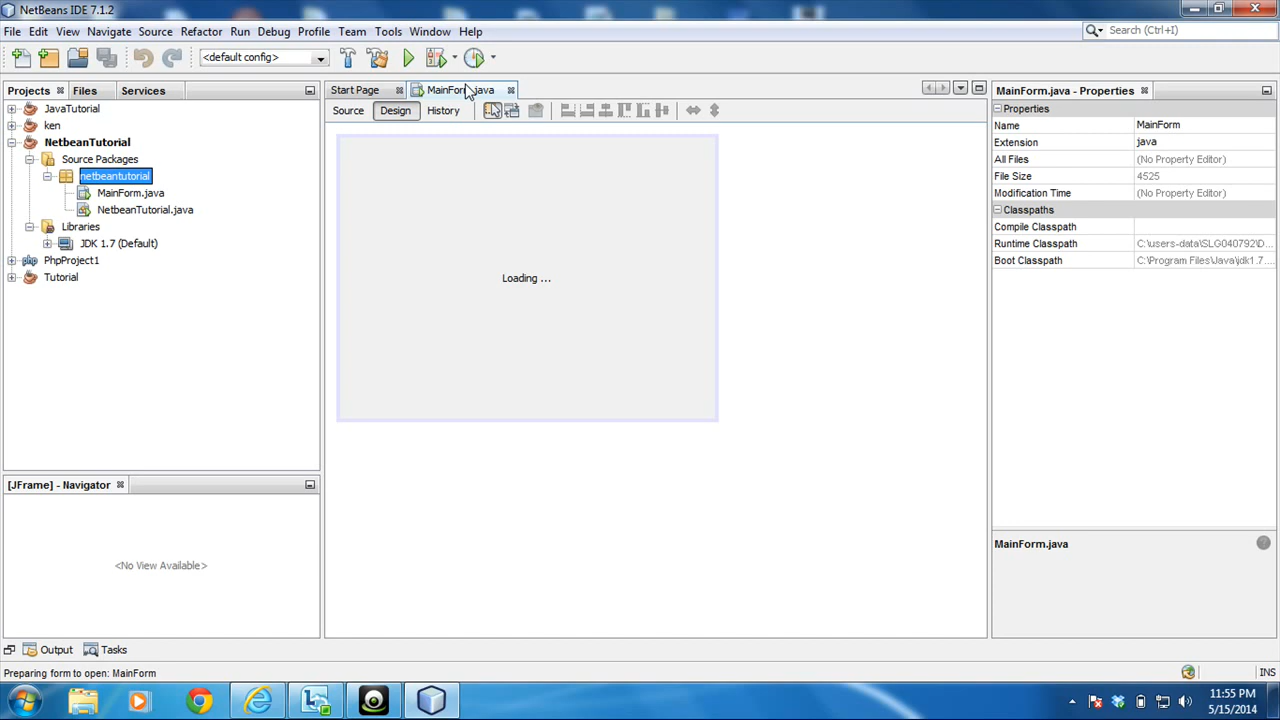 NetBeans IDE 7.1.2
File Edit View Navigate Source Refactor Run Debug Profile Team Tools Window Help
Search (Ctrl+I)
<default config>
Projects Files Services
JavaTutorial
ken
NetbeanTutorial
Source Packages
netbeantutorial
MainForm.java
NetbeanTutorial.java
Libraries
JDK 1.7 (Default)
PhpProject1
Tutorial
[JFrame] - Navigator
<No View Available>
Start Page MainForm.java
Source Design History
Loading ...
MainForm.java - Properties
Properties
Name MainForm
Extension java
All Files (No Property Editor)
File Size 4525
Modification Time (No Property Editor)
Classpaths
Compile Classpath
Runtime Classpath C:\users-data\SLG040792\D...
Boot Classpath C:\Program Files\Java\jdk1.7....
MainForm.java
Output Tasks
Preparing form to open: MainForm
INS
11:55 PM
5/15/2014